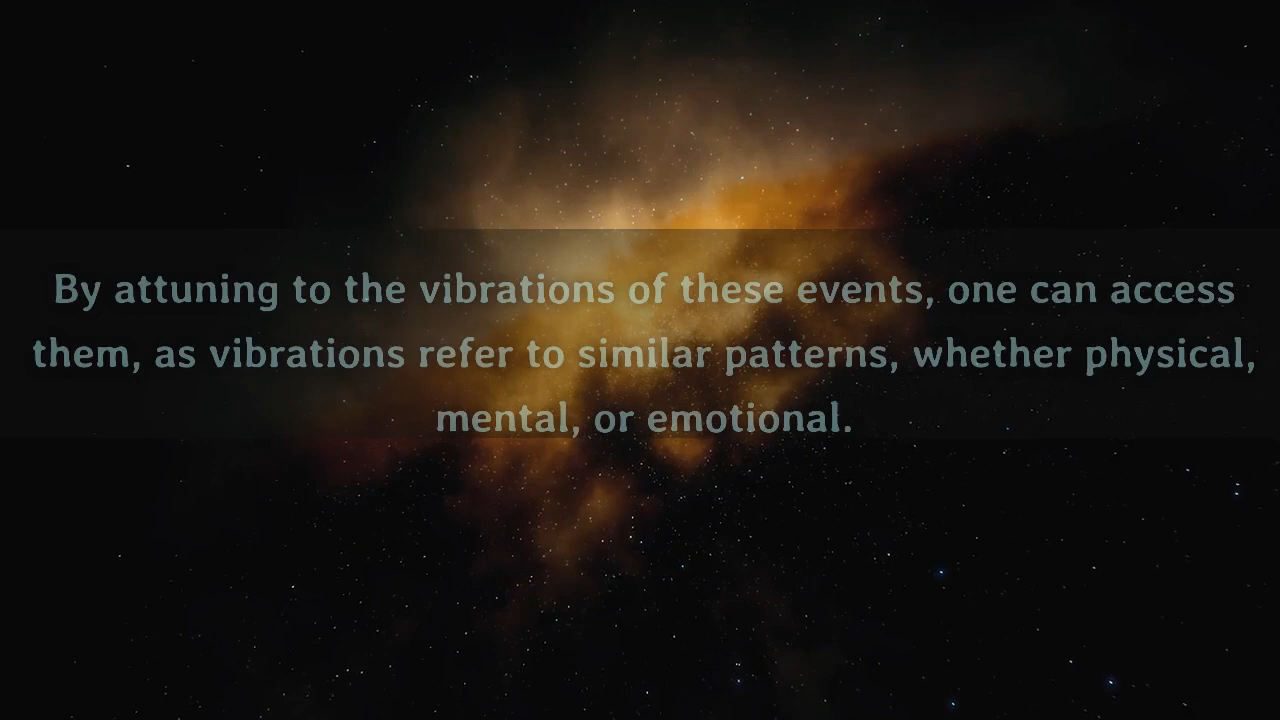 By attuning to the vibrations of these events, one can access
them, as vibrations refer to similar patterns, whether physical,
mental, or emotional.